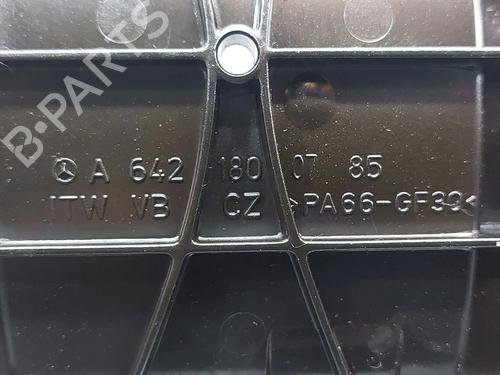 B-PARTS
A 642 180 07 85
ITW VB CZ >PA66-GF30<